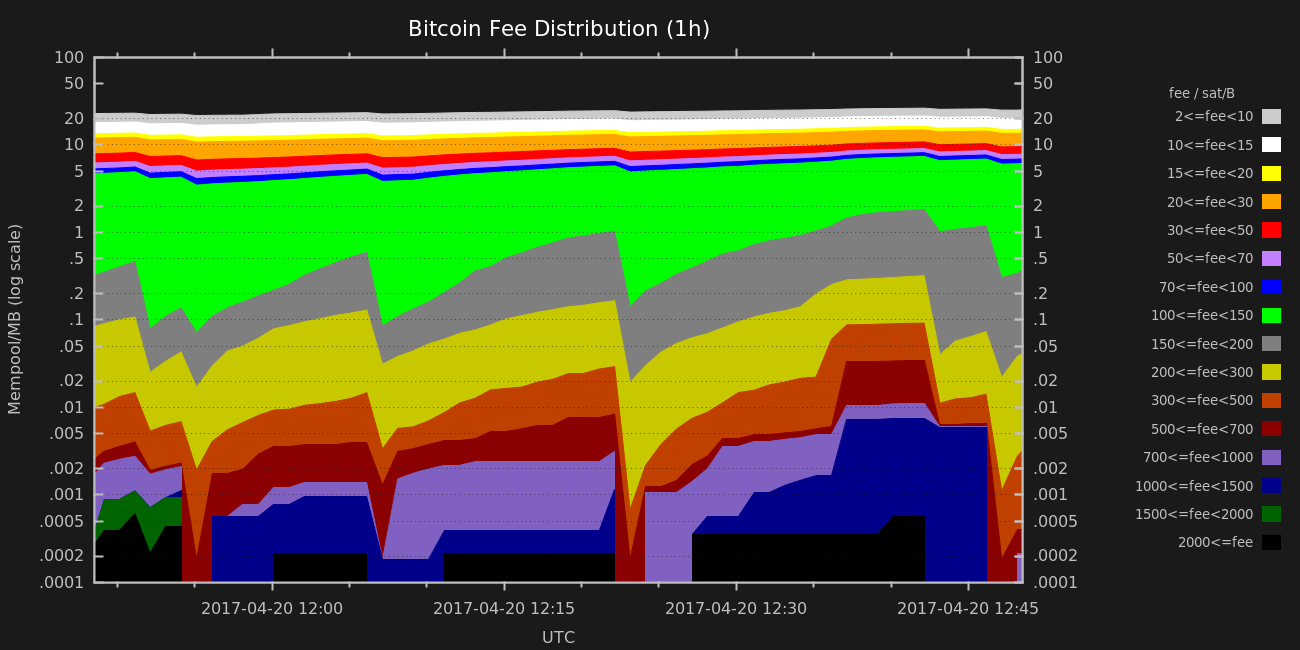 Bitcoin Fee Distribution (1h)
100
50
20
10
5
2
1
.5
.2
.1
.05
.02
.01
.005
.002
.001
.0005
.0002
.0001
Mempool/MB (log scale)
100
50
20
10
5
2
1
.5
.2
.1
.05
.02
.01
.005
.002
.001
.0005
.0002
.0001
2017-04-20 12:00
2017-04-20 12:15
2017-04-20 12:30
2017-04-20 12:45
UTC
fee / sat/B
2<=fee<10
10<=fee<15
15<=fee<20
20<=fee<30
30<=fee<50
50<=fee<70
70<=fee<100
100<=fee<150
150<=fee<200
200<=fee<300
300<=fee<500
500<=fee<700
700<=fee<1000
1000<=fee<1500
1500<=fee<2000
2000<=fee